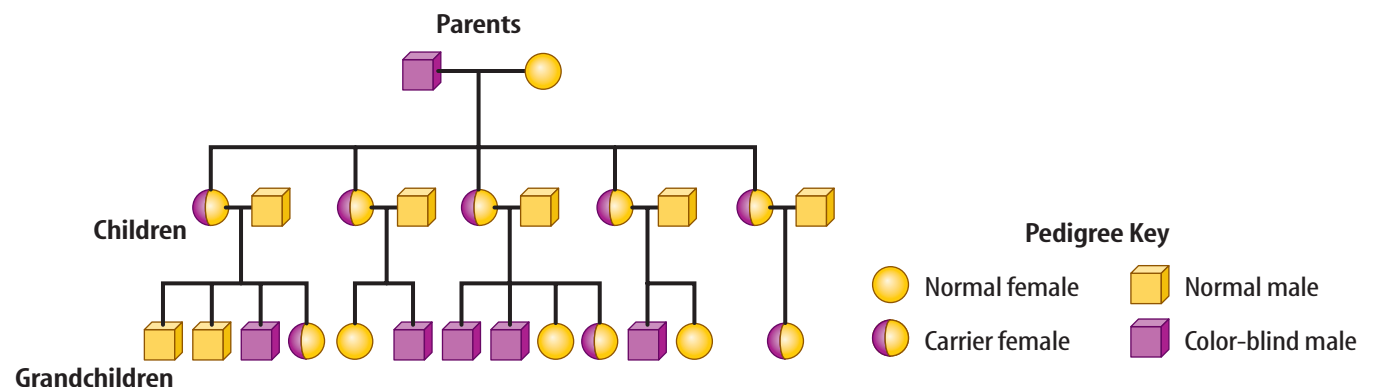 Parents
Children
Grandchildren
Pedigree Key
Normal female
Normal male
Carrier female
Color-blind male